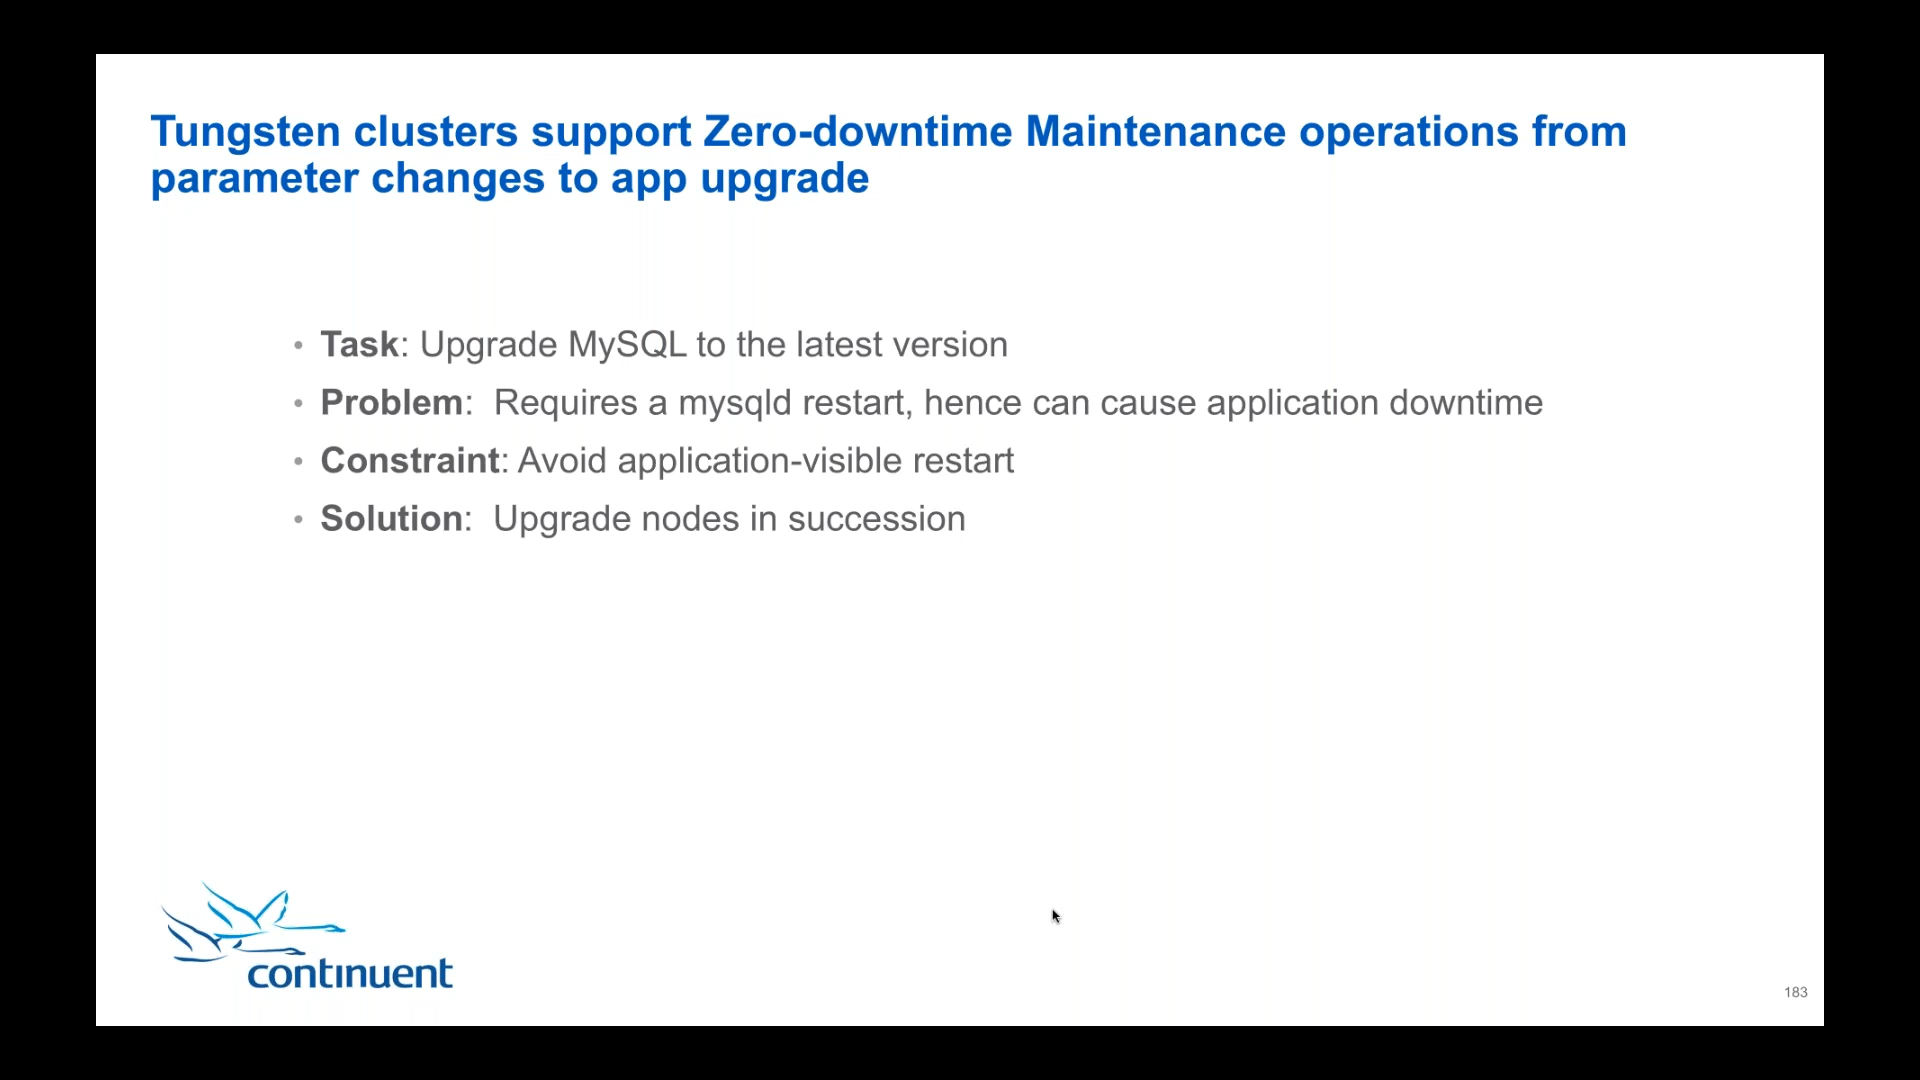 Tungsten clusters support Zero-downtime Maintenance operations from
parameter changes to app upgrade
• Task: Upgrade MySQL to the latest version
• Problem:  Requires a mysqld restart, hence can cause application downtime
• Constraint: Avoid application-visible restart
• Solution:  Upgrade nodes in succession
continuent
183